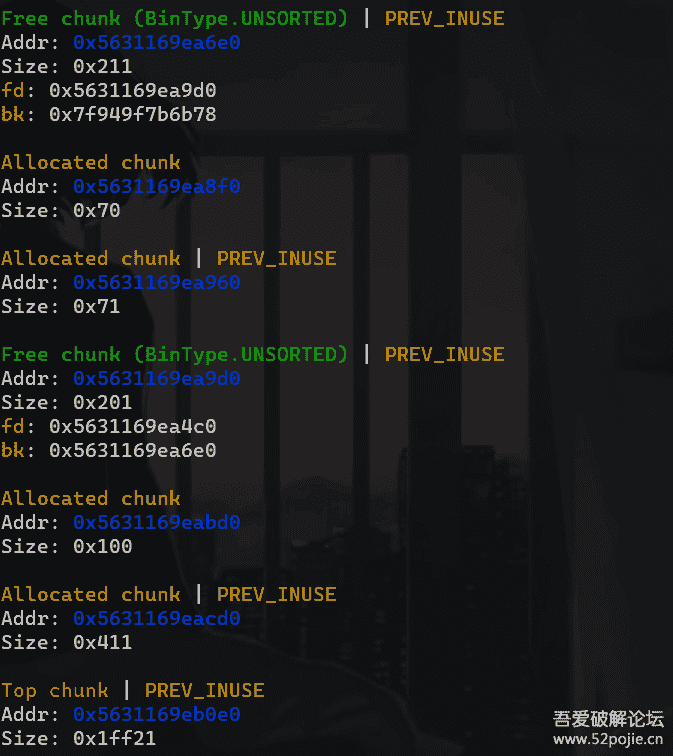 Free chunk (BinType.UNSORTED) | PREV_INUSE
Addr: 0x5631169ea6e0
Size: 0x211
fd: 0x5631169ea9d0
bk: 0x7f949f7b6b78
Allocated chunk
Addr: 0x5631169ea8f0
Size: 0x70
Allocated chunk | PREV_INUSE
Addr: 0x5631169ea960
Size: 0x71
Free chunk (BinType.UNSORTED) | PREV_INUSE
Addr: 0x5631169ea9d0
Size: 0x201
fd: 0x5631169ea4c0
bk: 0x5631169ea6e0
Allocated chunk
Addr: 0x5631169eabd0
Size: 0x100
Allocated chunk | PREV_INUSE
Addr: 0x5631169eacd0
Size: 0x411
Top chunk | PREV_INUSE
Addr: 0x5631169eb0e0
Size: 0x1ff21
吾爱破解论坛
www.52pojie.cn